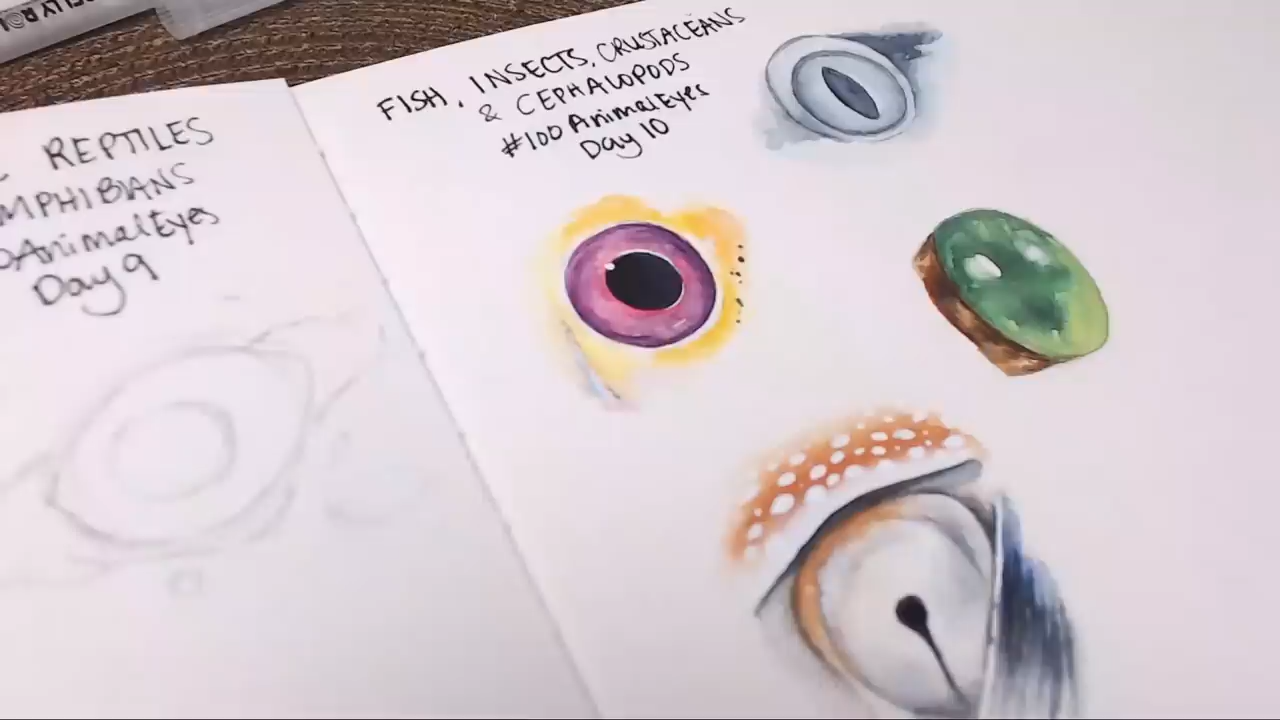 REPTILES
MPHIBIANS
AnimalEyes
Day 9
FISH, INSECTS, CRUSTACEANS
& CEPHALOPODS
#100 AnimalEyes
Day 10